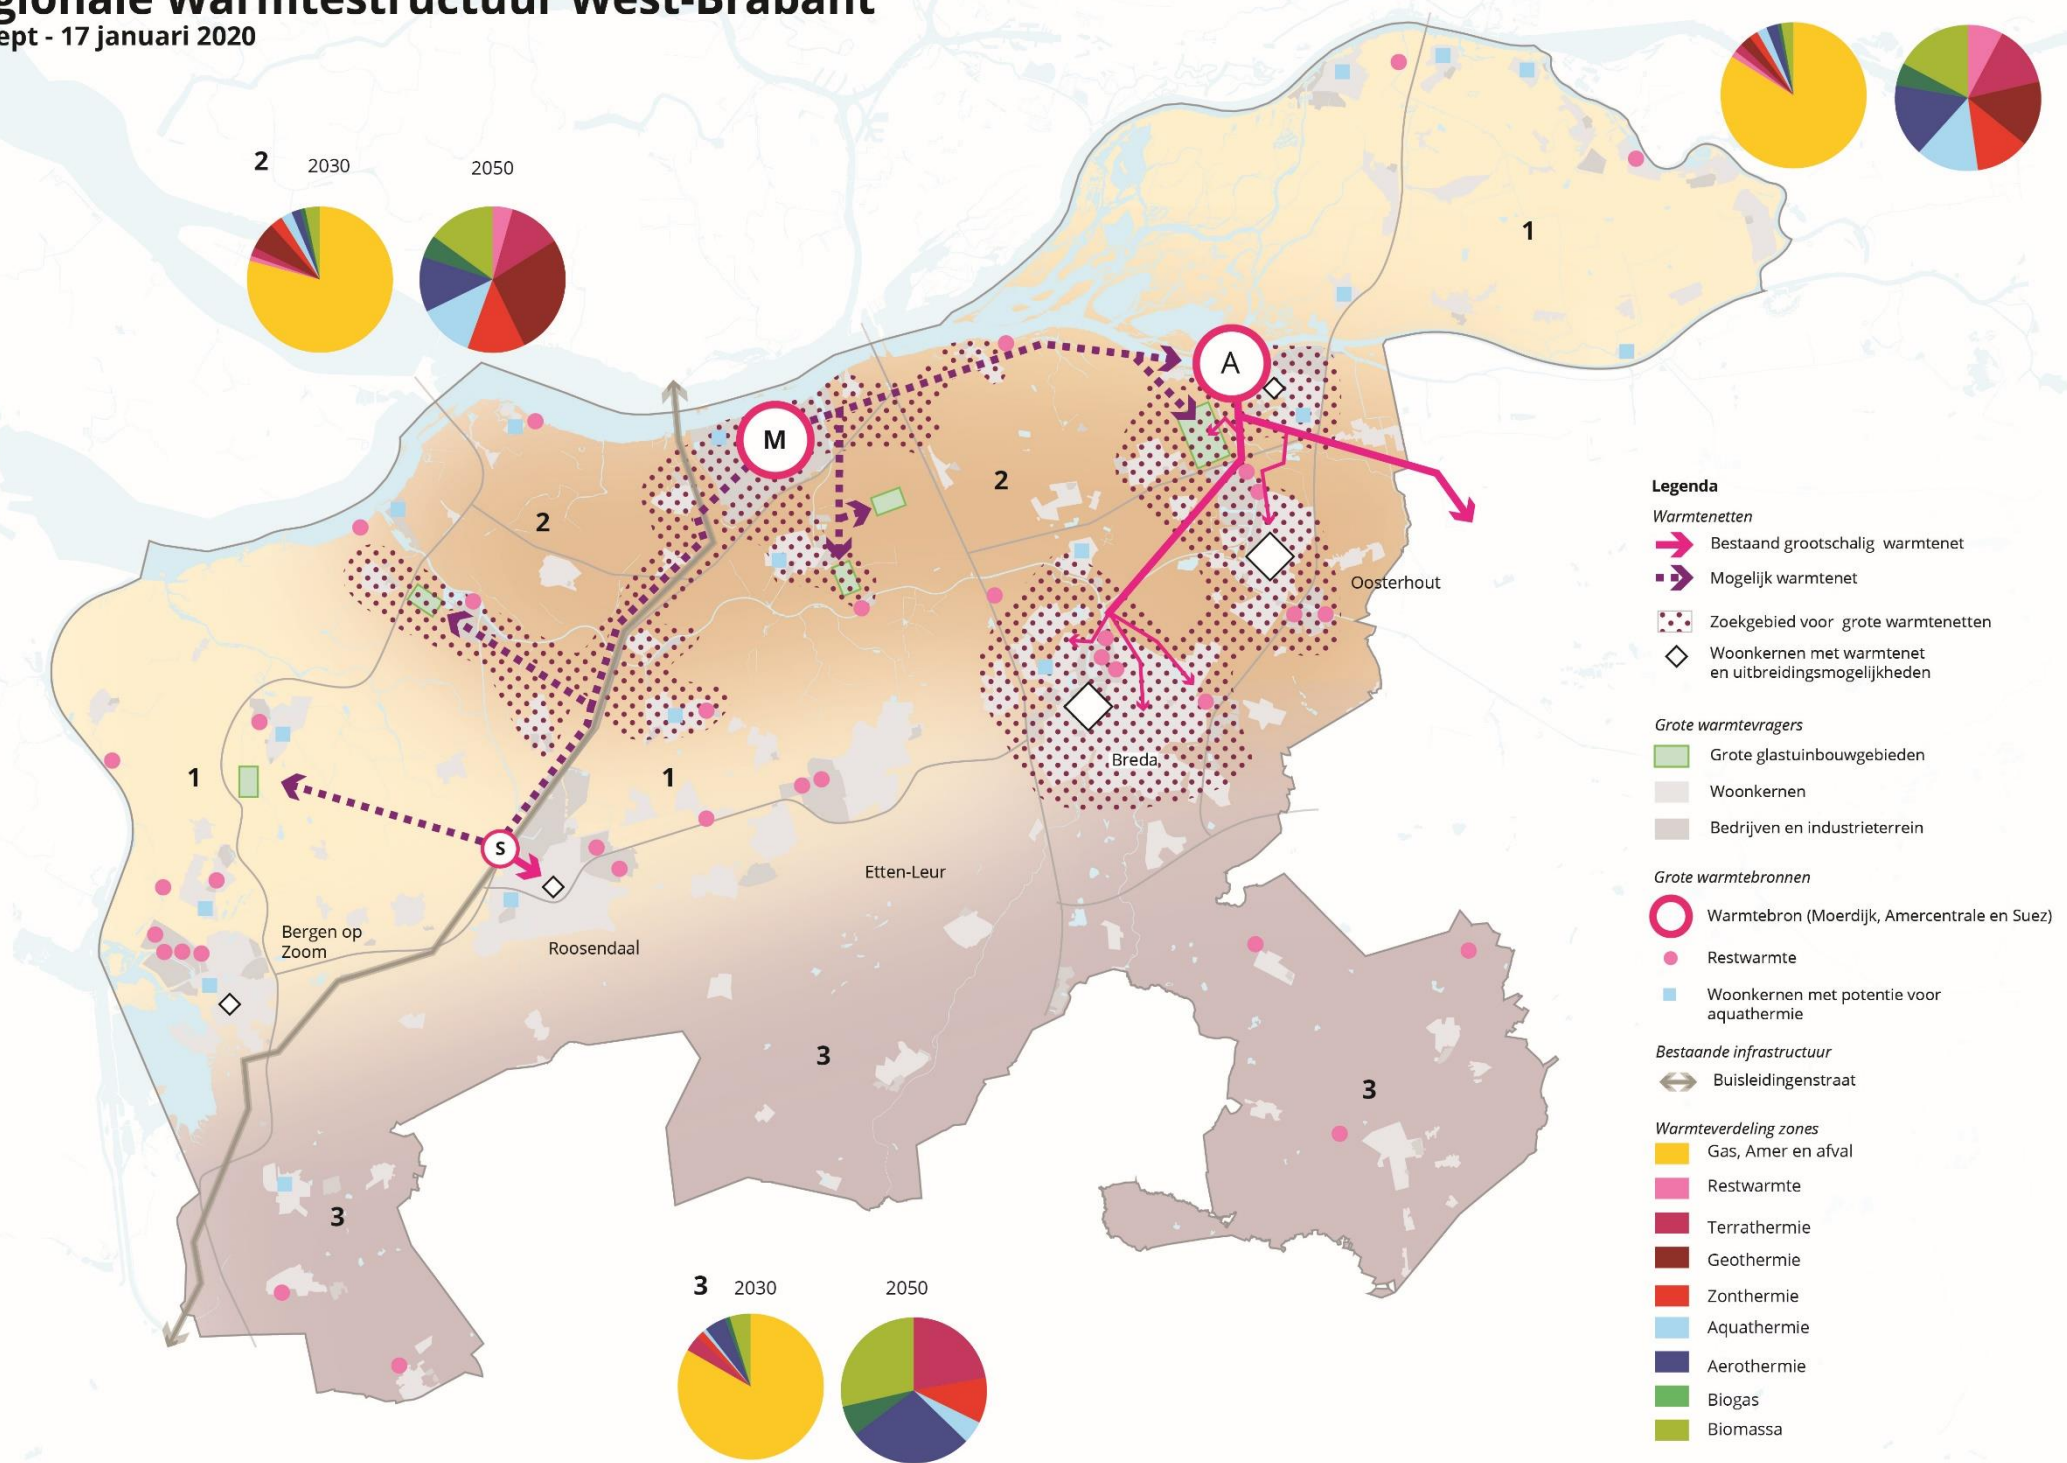 Regionale Warmtestructuur West-Brabant
17 januari 2020
2 2030 2050
1
A
M
2
2
Oosterhout
Breda
1
1
S
Etten-Leur
Bergen op
Zoom
Roosendaal
3
3
3
3 2030 2050
Legenda
Warmtenetten
Bestaand grootschalig warmtenet
Mogelijk warmtenet
Zoekgebied voor grote warmtenetten
Woonkernen met warmtenet
en uitbreidingsmogelijkheden
Grote warmtevragers
Grote glastuinbouwgebieden
Woonkernen
Bedrijven en industrieterrein
Grote warmtebronnen
Warmtebron (Moerdijk, Amercentrale en Suez)
Restwarmte
Woonkernen met potentie voor
aquathermie
Bestaande infrastructuur
Buisleidingenstraat
Warmteverdeling zones
Gas, Amer en afval
Restwarmte
Terrathermie
Geothermie
Zonthermie
Aquathermie
Aerothermie
Biogas
Biomassa